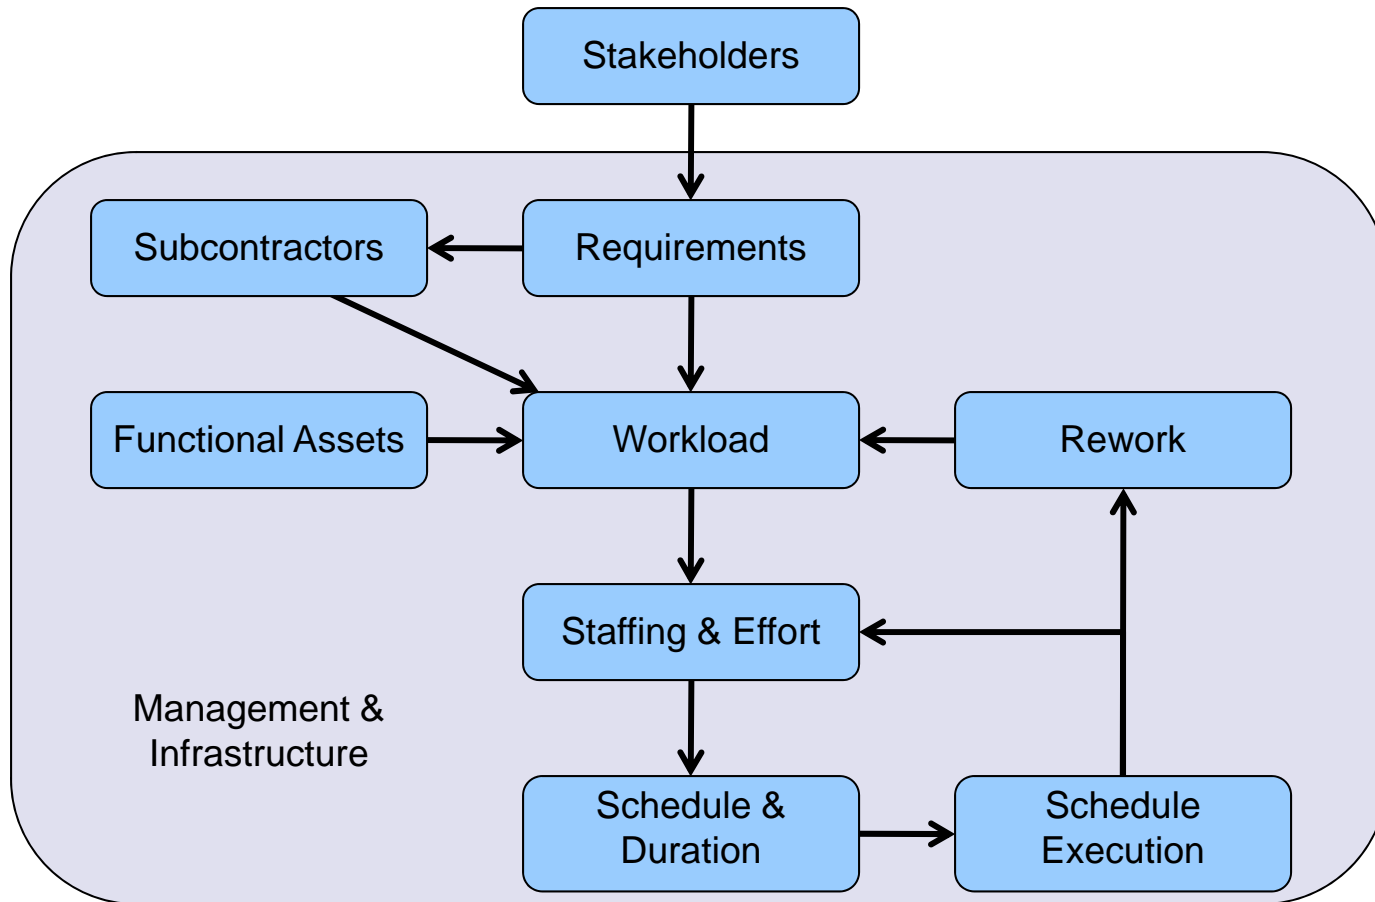 Stakeholders
Subcontractors
Requirements
Functional Assets
Workload
Rework
Staffing & Effort
Management &
Infrastructure
Schedule &
Duration
Schedule
Execution